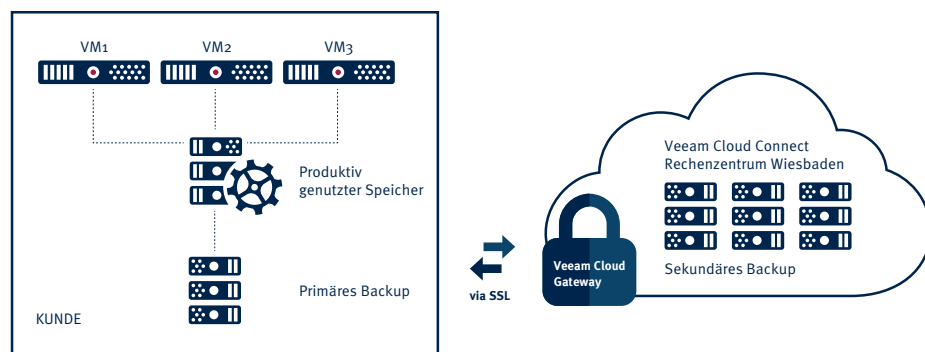 VM1
VM2
VM3
Produktiv
genutzter Speicher
Primäres Backup
KUNDE
via SSL
Veeam Cloud
Gateway
Veeam Cloud Connect
Rechenzentrum Wiesbaden
Sekundäres Backup